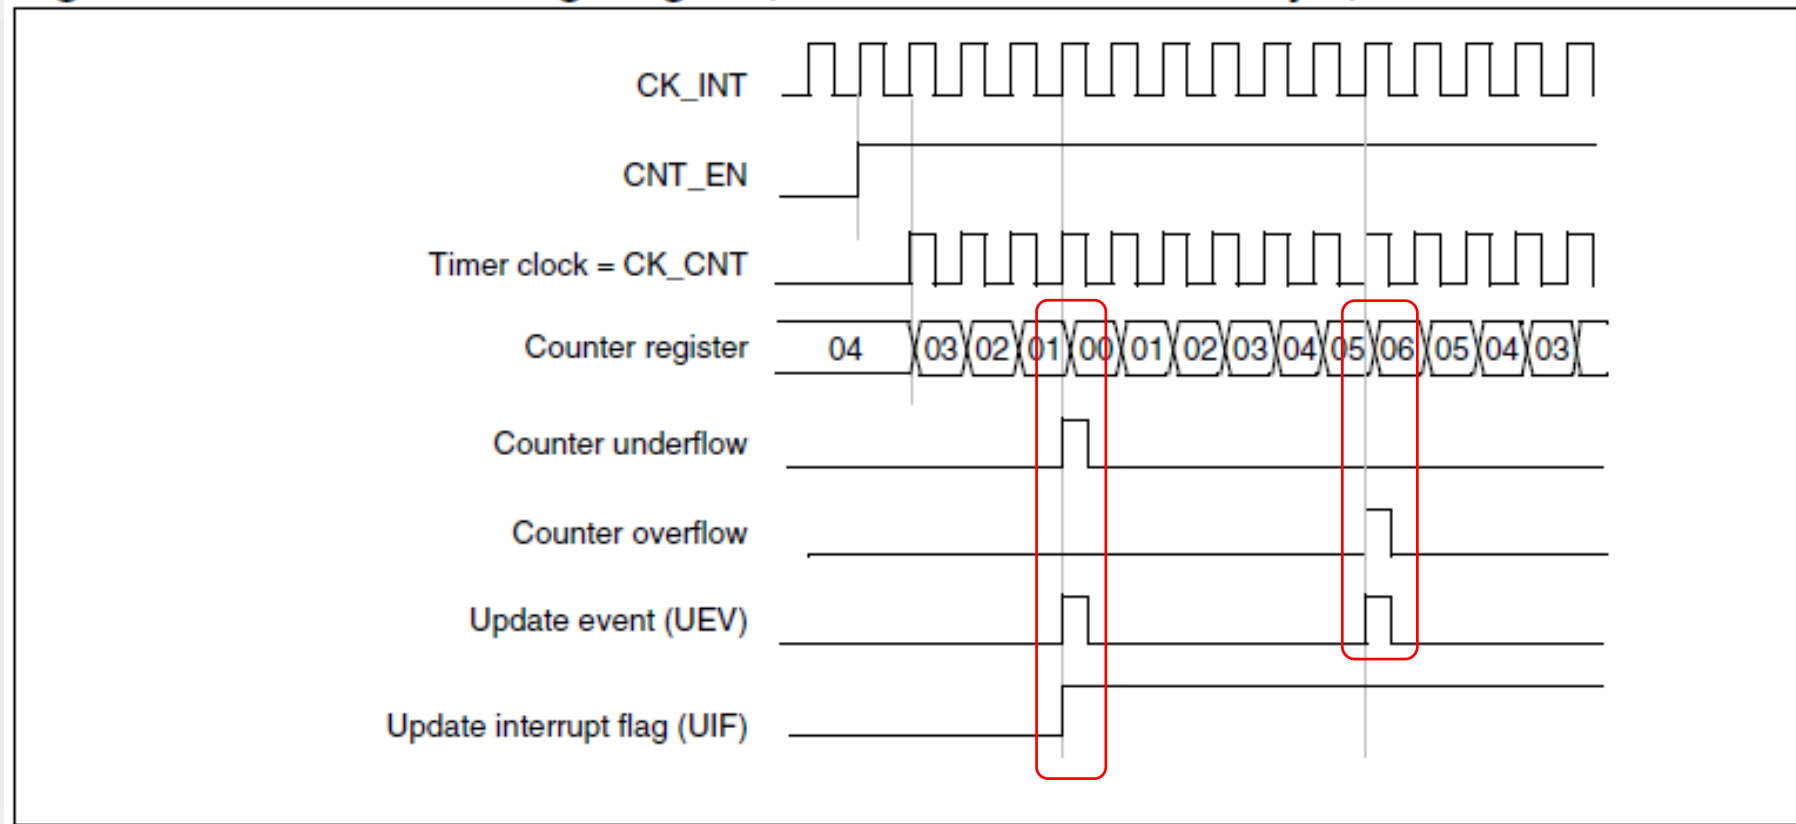 CK_INT
CNT_EN
Timer clock = CK_CNT
Counter register 04 03 02 01 00 01 02 03 04 05 06 05 04 03
Counter underflow
Counter overflow
Update event (UEV)
Update interrupt flag (UIF)